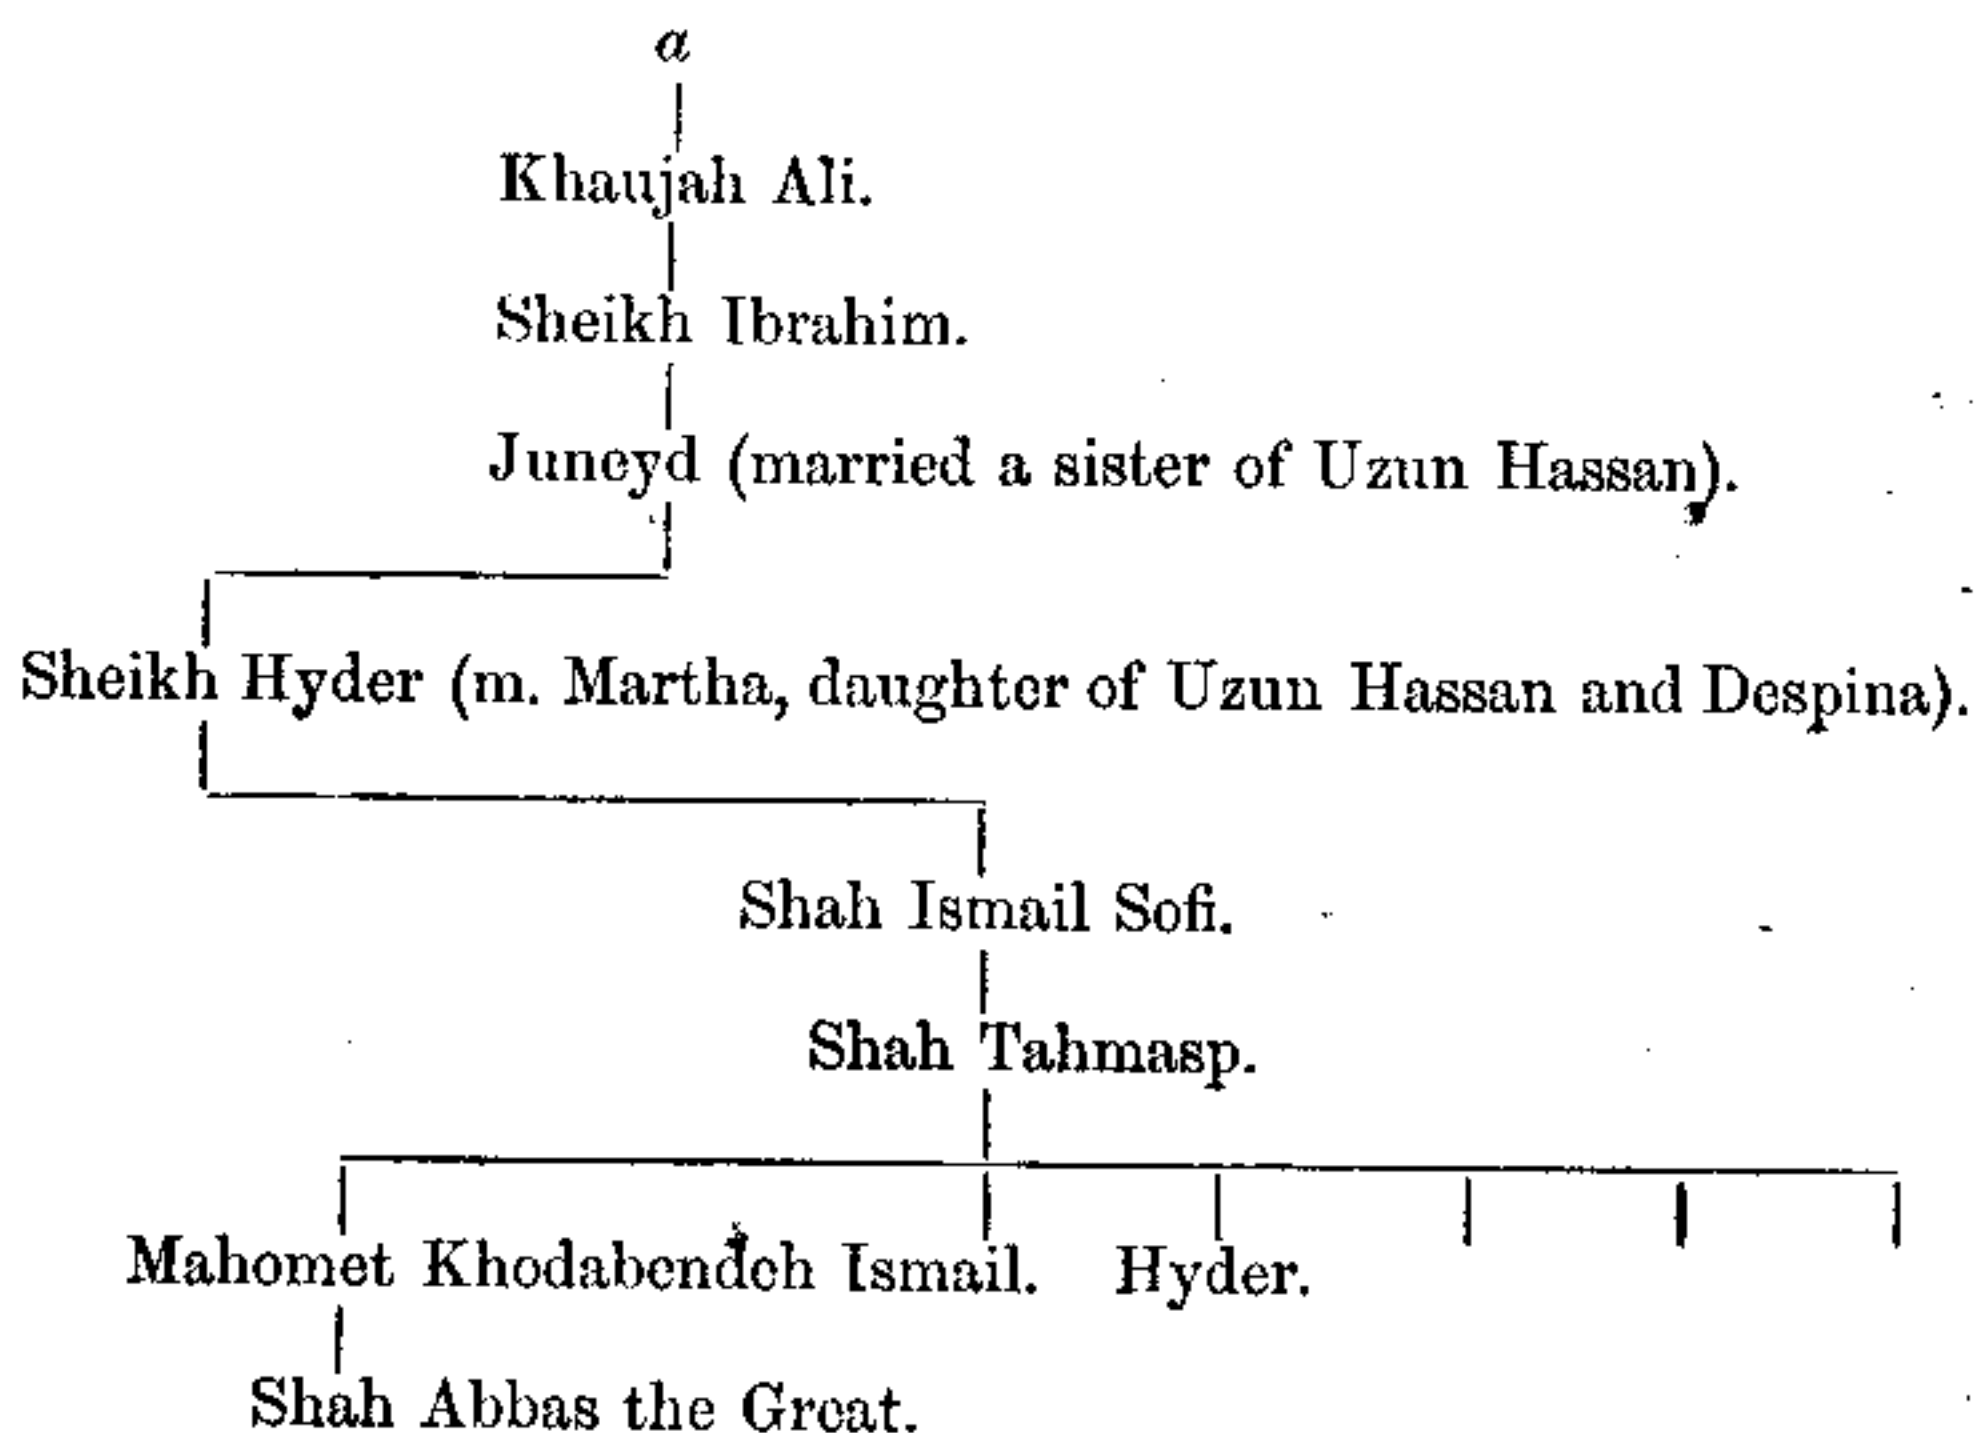 a
Khaujah Ali.
Sheikh Ibrahim.
Juneyd (married a sister of Uzun Hassan).
Sheikh Hyder (m. Martha, daughter of Uzun Hassan and Despina).
Shah Ismail Sofi.
Shah Tahmasp.
Mahomet Khodabendeh Ismail. Hyder.
Shah Abbas the Great.